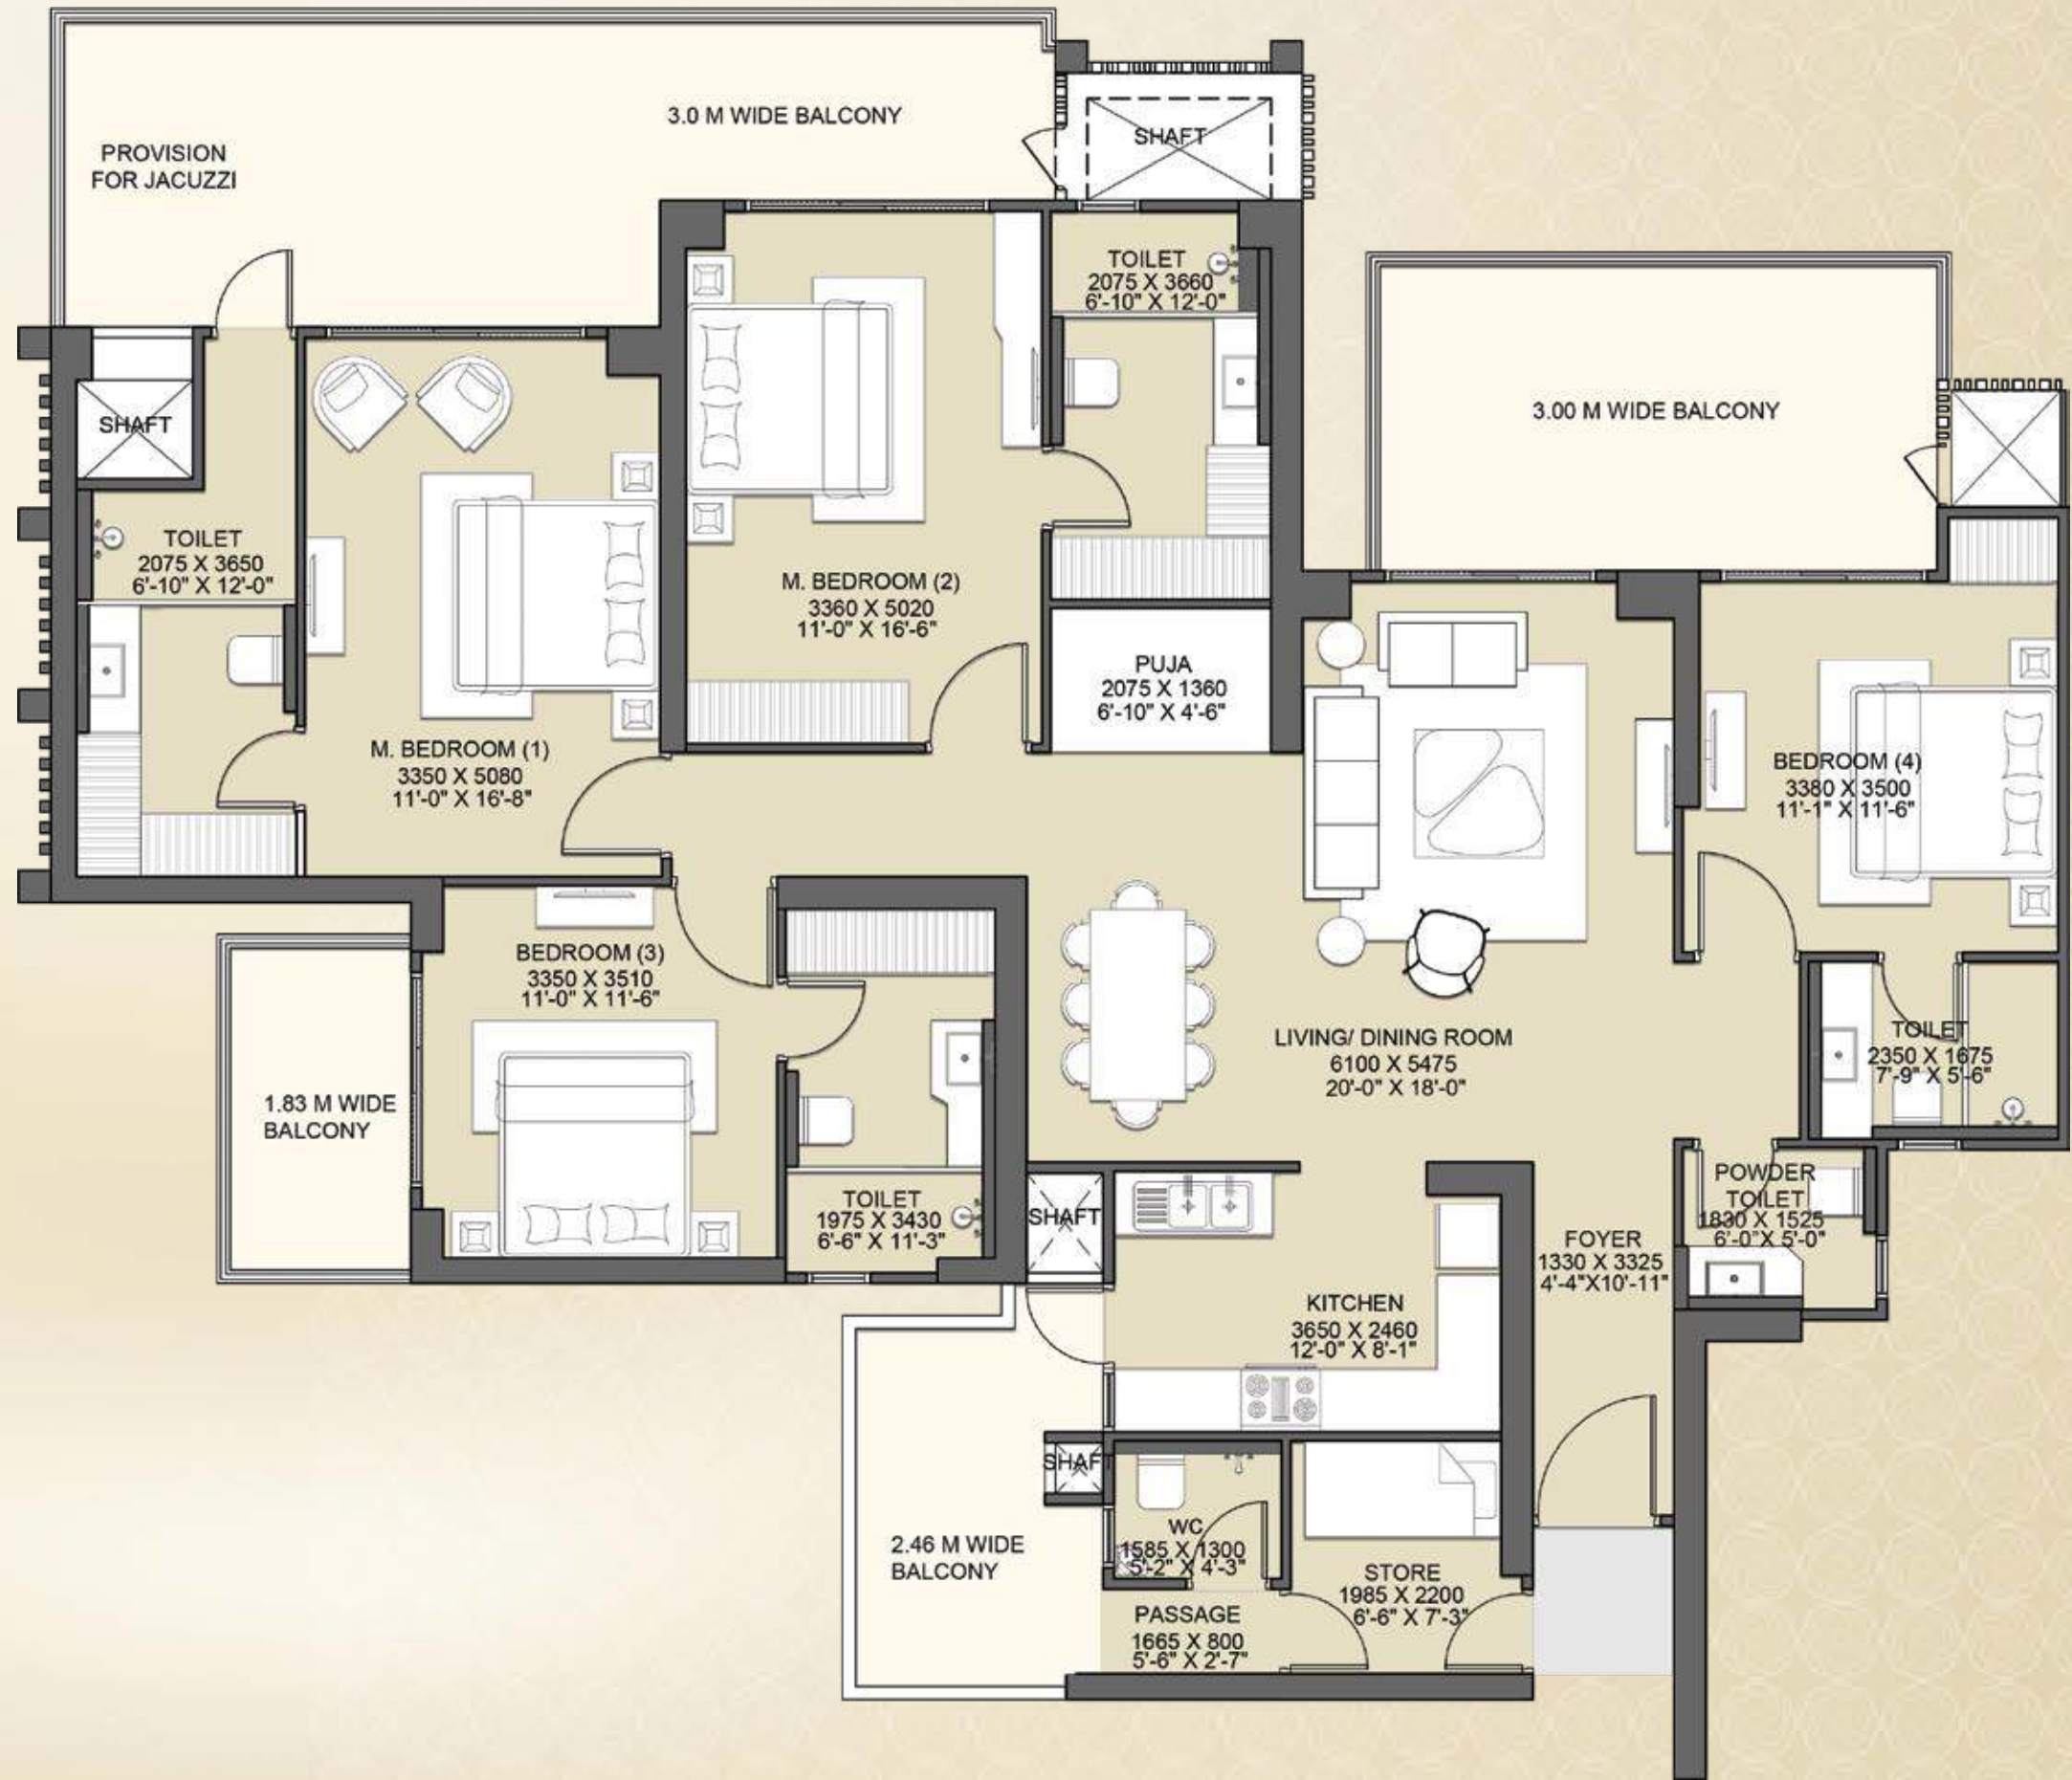 3.0 M WIDE BALCONY
SHAFT
PROVISION
FOR JACUZZI
TOILET
2075 X 3660
6'-10" X 12'-0"
3.00 M WIDE BALCONY
SHAFT
TOILET
2075 X 3650
6'-10" X 12'-0"
M. BEDROOM (2)
3360 X 5020
11'-0" X 16'-6"
PUJA
2075 X 1360
6'-10" X 4'-6"
M. BEDROOM (1)
3350 X 5080
11'-0" X 16'-8"
BEDROOM (4)
3380 X 3500
11'-1" X 11'-6"
BEDROOM (3)
3350 X 3510
11'-0" X 11'-6"
LIVING/ DINING ROOM
6100 X 5475
20'-0" X 18'-0"
TOILET
2350 X 1675
7'-9" X 5'-6"
1.83 M WIDE
BALCONY
POWDER
TOILET
1830 X 1525
6'-0"X 5'-0"
TOILET
1975 X 3430
6'-6" X 11'-3"
SHAFT
FOYER
1330 X 3325
4'-4"X10'-11"
KITCHEN
3650 X 2460
12'-0" X 8'-1"
SHAFT
WC
1585 X 1300
5'-2" X 4'-3"
2.46 M WIDE
BALCONY
STORE
1985 X 2200
6'-6" X 7'-3"
PASSAGE
1665 X 800
5'-6" X 2'-7"